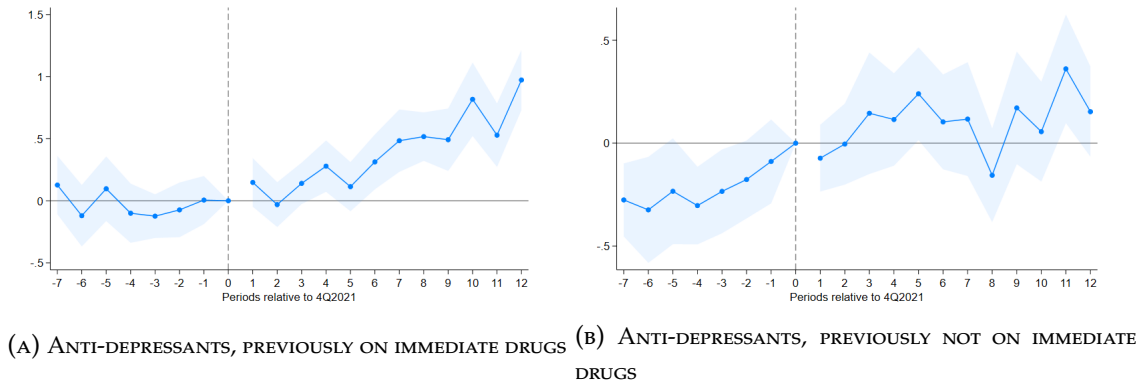 1.5
1
.5
0
-.5
-7 -6 -5 -4 -3 -2 -1 0 1 2 3 4 5 6 7 8 9 10 11 12
Periods relative to 4Q2021
(A) ANTI-DEPRESSANTS, PREVIOUSLY ON IMMEDIATE DRUGS
.5
0
-.5
-7 -6 -5 -4 -3 -2 -1 0 1 2 3 4 5 6 7 8 9 10 11 12
Periods relative to 4Q2021
(B) ANTI-DEPRESSANTS, PREVIOUSLY NOT ON IMMEDIATE
DRUGS